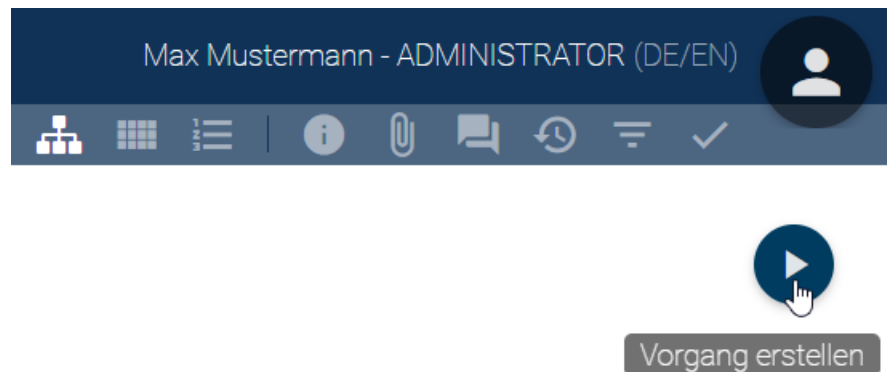 Max Mustermann - ADMINISTRATOR (DE/EN)
Vorgang erstellen